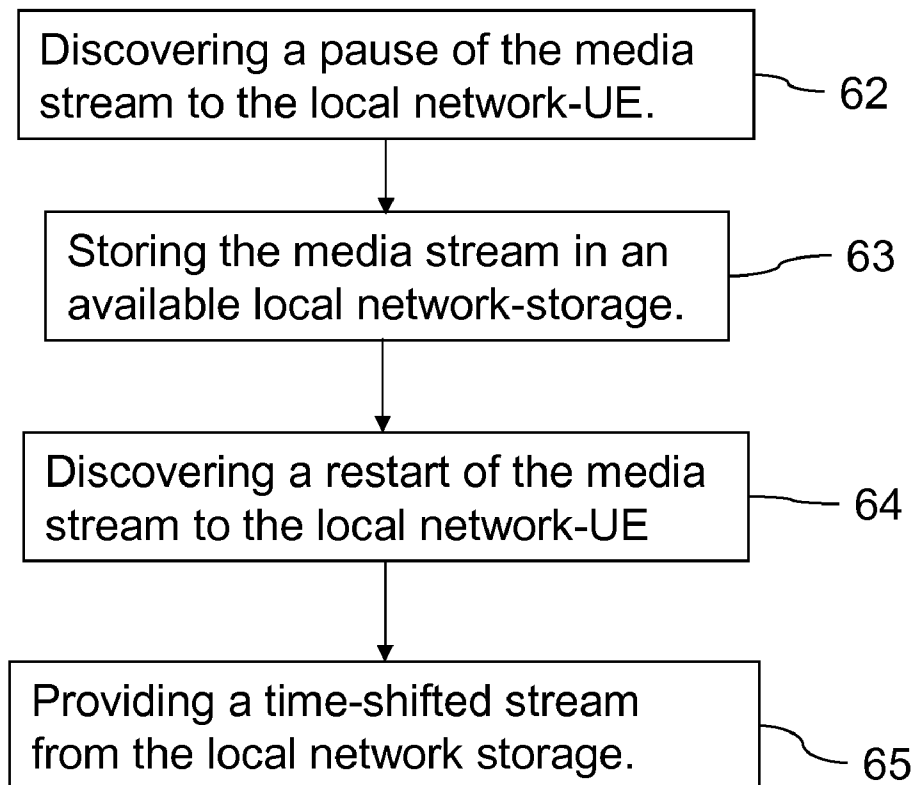 Discovering a pause of the media
stream to the local network-UE.
62
Storing the media stream in an
available local network-storage.
63
Discovering a restart of the media
stream to the local network-UE
64
Providing a time-shifted stream
from the local network storage.
65